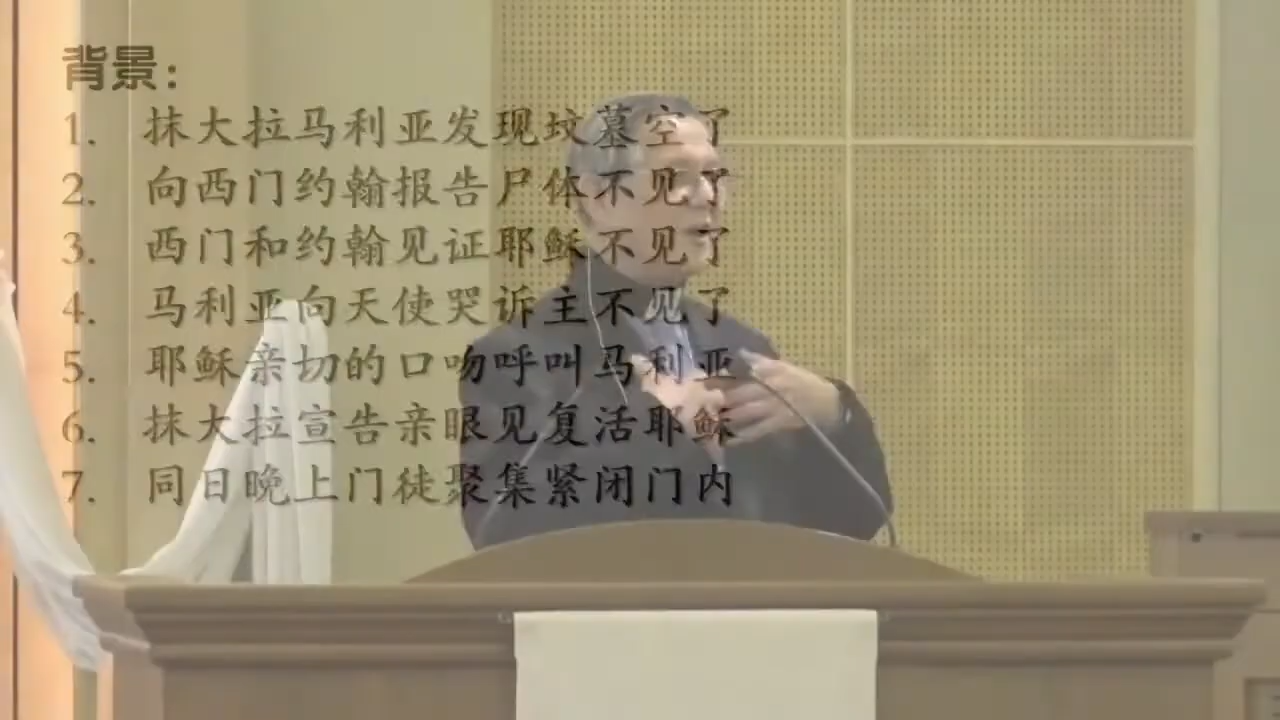 背景：
1. 抹大拉马利亚发现坟墓空了
2. 向西门约翰报告尸体不见了
3. 西门和约翰见证耶稣不见了
4. 马利亚向天使哭诉主不见了
5. 耶稣亲切的口吻呼叫马利亚
6. 抹大拉宣告亲眼见复活耶稣
7. 同日晚上门徒聚集紧闭门内